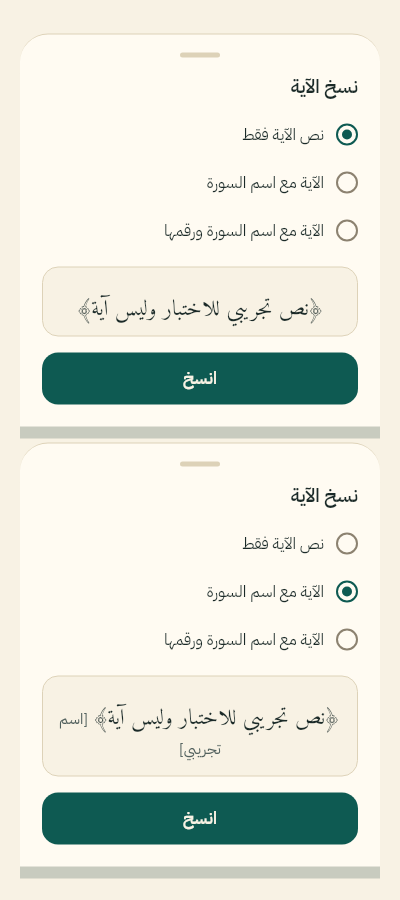 نسخ الآية
نص الآية فقط
الآية مع اسم السورة
الآية مع اسم السورة ورقمها
﴿نص تجريبي للاختبار وليس آية﴾
انسخ
نسخ الآية
نص الآية فقط
الآية مع اسم السورة
الآية مع اسم السورة ورقمها
﴿نص تجريبي للاختبار وليس آية﴾ [اسم
تجريبي]
انسخ